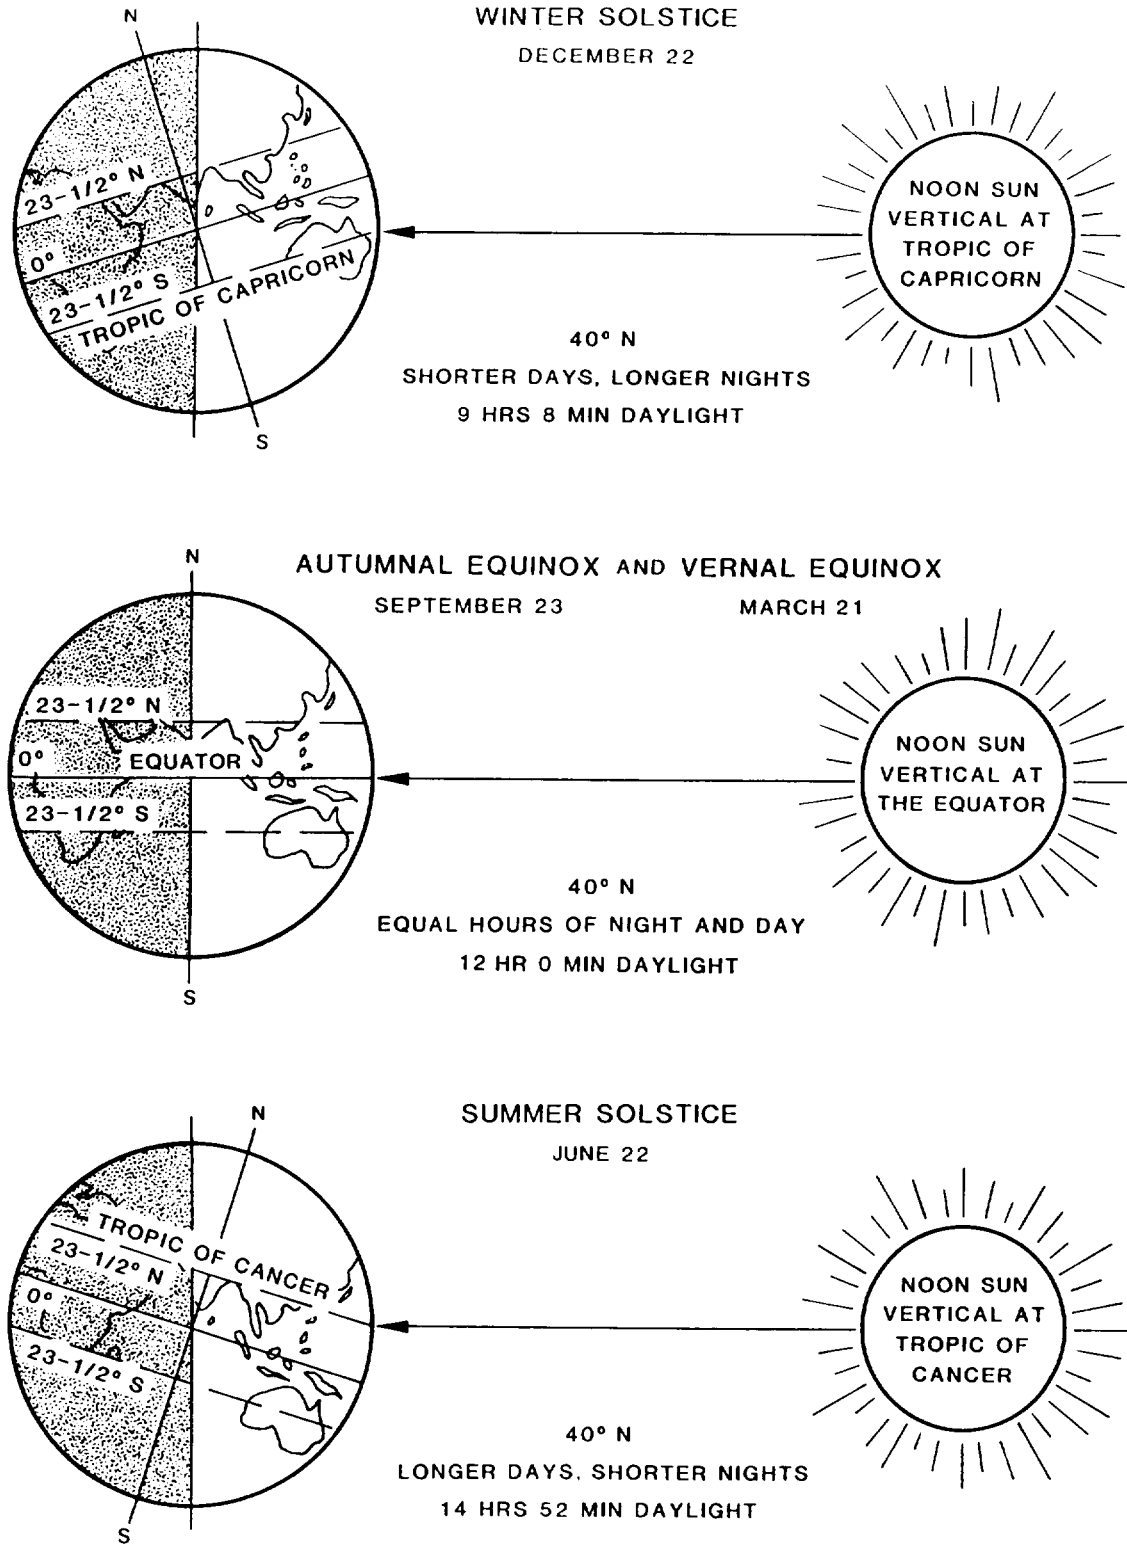 WINTER SOLSTICE
DECEMBER 22
N
23-1/2° N
0°
23-1/2° S
TROPIC OF CAPRICORN
S
NOON SUN
VERTICAL AT
TROPIC OF
CAPRICORN
40° N
SHORTER DAYS, LONGER NIGHTS
9 HRS 8 MIN DAYLIGHT
AUTUMNAL EQUINOX AND VERNAL EQUINOX
SEPTEMBER 23 MARCH 21
N
23-1/2° N
0°
EQUATOR
23-1/2° S
S
NOON SUN
VERTICAL AT
THE EQUATOR
40° N
EQUAL HOURS OF NIGHT AND DAY
12 HR 0 MIN DAYLIGHT
SUMMER SOLSTICE
JUNE 22
N
TROPIC OF CANCER
23-1/2° N
0°
23-1/2° S
S
NOON SUN
VERTICAL AT
TROPIC OF
CANCER
40° N
LONGER DAYS, SHORTER NIGHTS
14 HRS 52 MIN DAYLIGHT